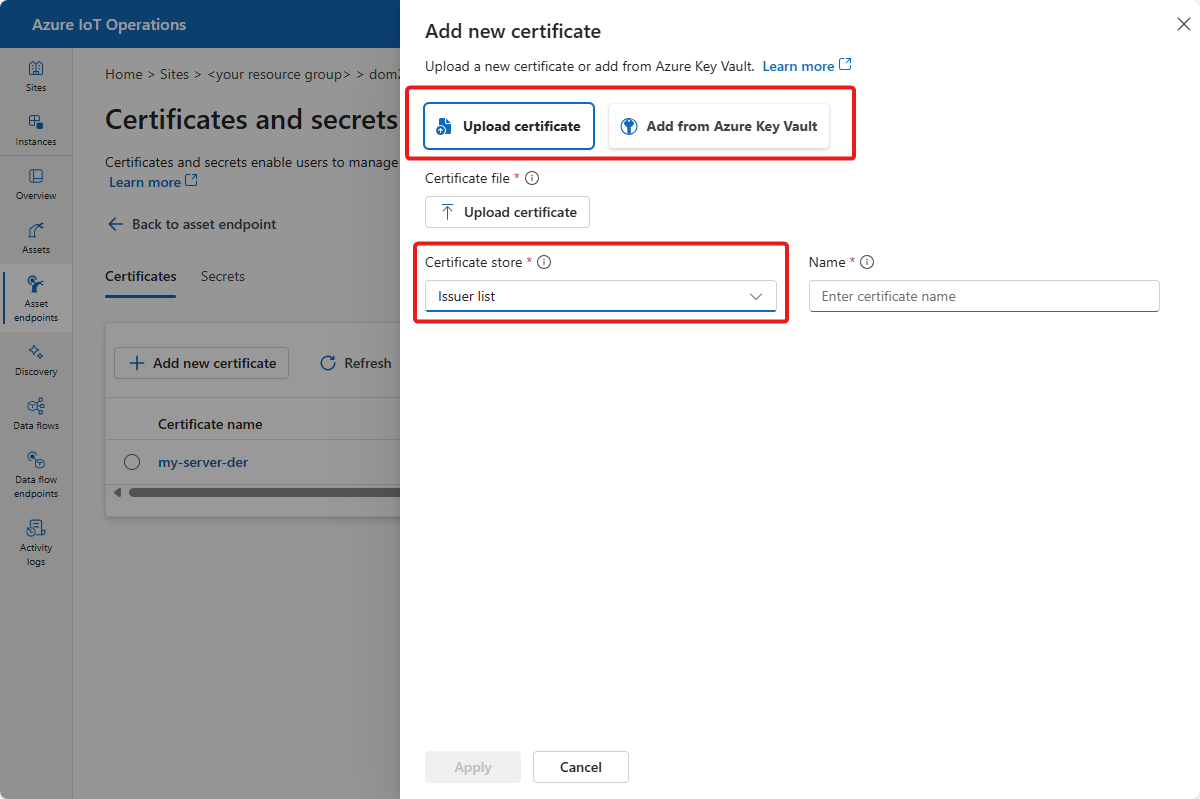 Azure IoT Operations
Sites
Instances
Overview
Assets
Asset
endpoints
Discovery
Data flows
Data flow
endpoints
Activity
logs
Home > Sites > <your resource group> > dom2
Certificates and secrets
Certificates and secrets enable users to manage
Learn more
Back to asset endpoint
Certificates Secrets
Add new certificate Refresh
Certificate name
my-server-der
Add new certificate
Upload a new certificate or add from Azure Key Vault. Learn more
Upload certificate Add from Azure Key Vault
Certificate file *
Upload certificate
Certificate store * Name *
Issuer list Enter certificate name
Apply Cancel